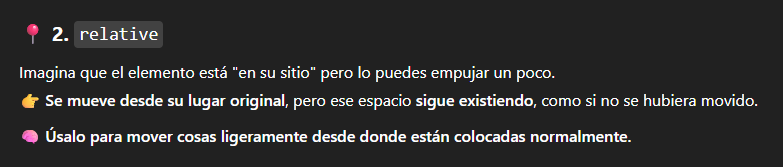 📍 2. relative
Imagina que el elemento está "en su sitio" pero lo puedes empujar un poco.
👉 Se mueve desde su lugar original, pero ese espacio sigue existiendo, como si no se hubiera movido.
🧠 Úsalo para mover cosas ligeramente desde donde están colocadas normalmente.